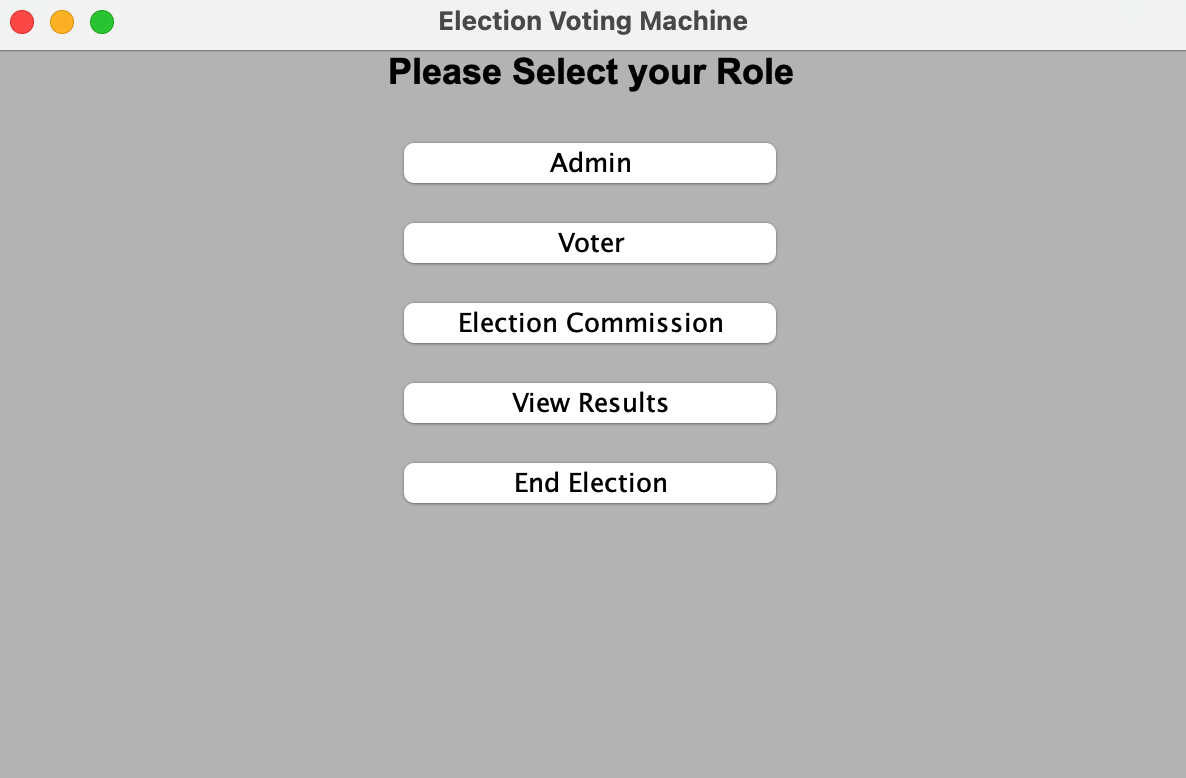 Election Voting Machine
Please Select your Role
Admin
Voter
Election Commission
View Results
End Election